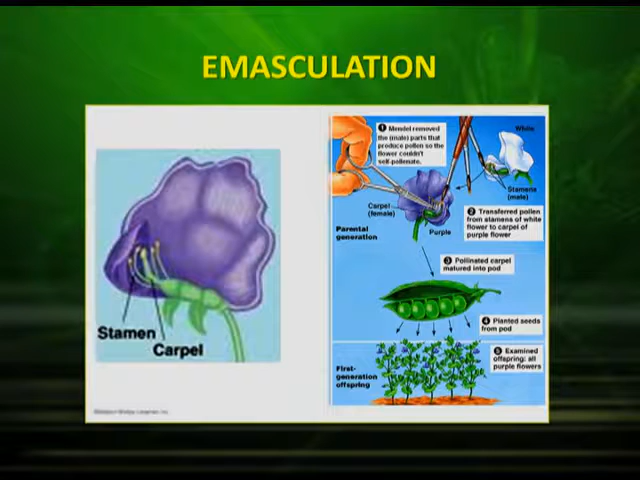 EMASCULATION
Stamen
Carpel
1 Mendel removed
the (male) parts that
produce pollen so the
flower couldn't
self-pollenate.
White
Stamens
(male)
Carpel
(female)
Purple
Parental
generation
2 Transferred pollen
from stamens of white
flower to carpel of
purple flower
3 Pollinated carpel
matured into pod
4 Planted seeds
from pod
5 Examined
offspring: all
purple flowers
First-
generation
offspring